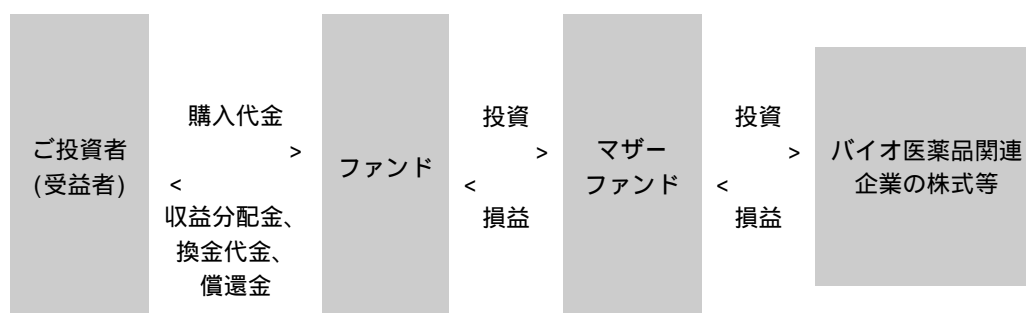 ご投資者
(受益者)
購入代金
>
<
収益分配金、
換金代金、
償還金
ファンド
投資
>
<
損益
マザー
ファンド
投資
>
<
損益
バイオ医薬品関連
企業の株式等